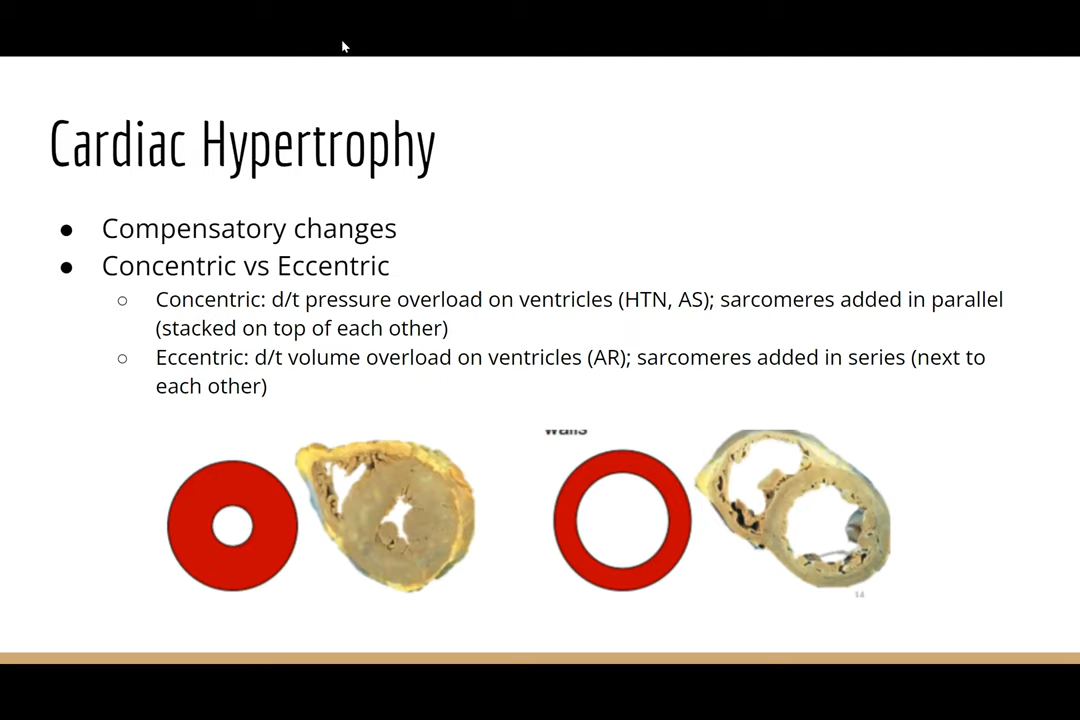 Cardiac Hypertrophy
● Compensatory changes
● Concentric vs Eccentric
○ Concentric: d/t pressure overload on ventricles (HTN, AS); sarcomeres added in parallel
(stacked on top of each other)
○ Eccentric: d/t volume overload on ventricles (AR); sarcomeres added in series (next to
each other)
walls
14